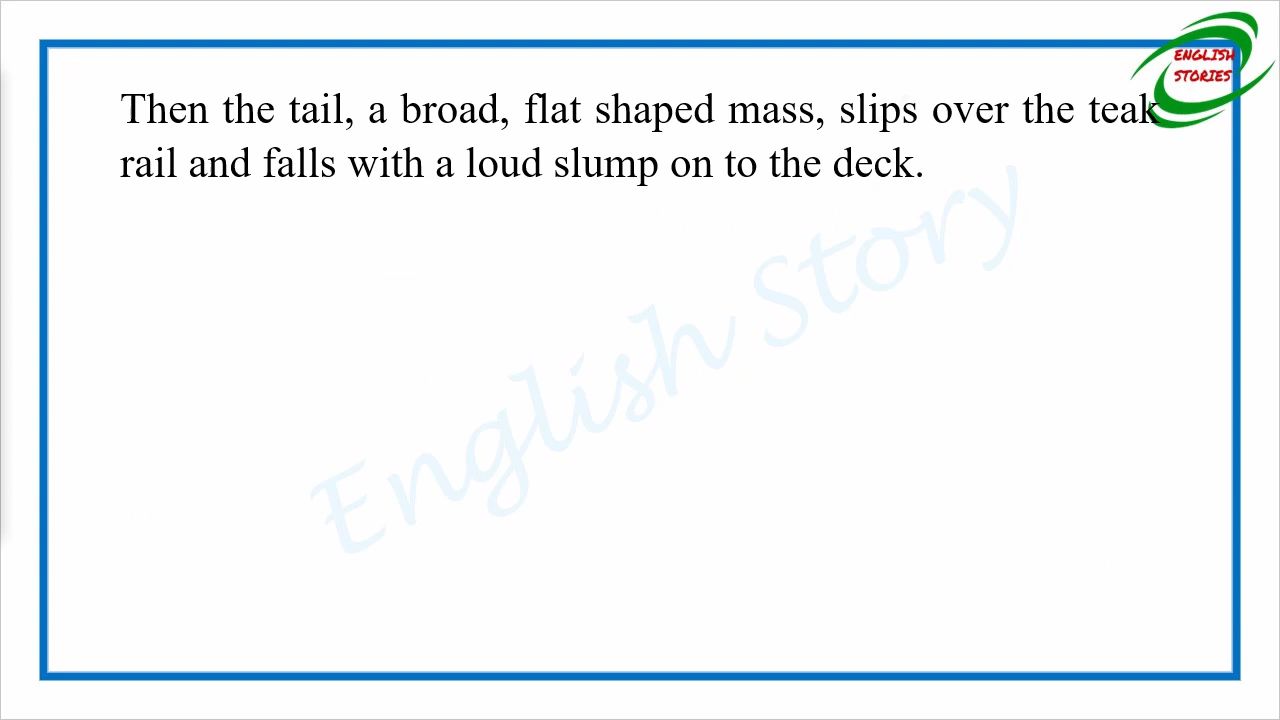 ENGLISH
STORIES
Then the tail, a broad, flat shaped mass, slips over the teak
rail and falls with a loud slump on to the deck.
English Story